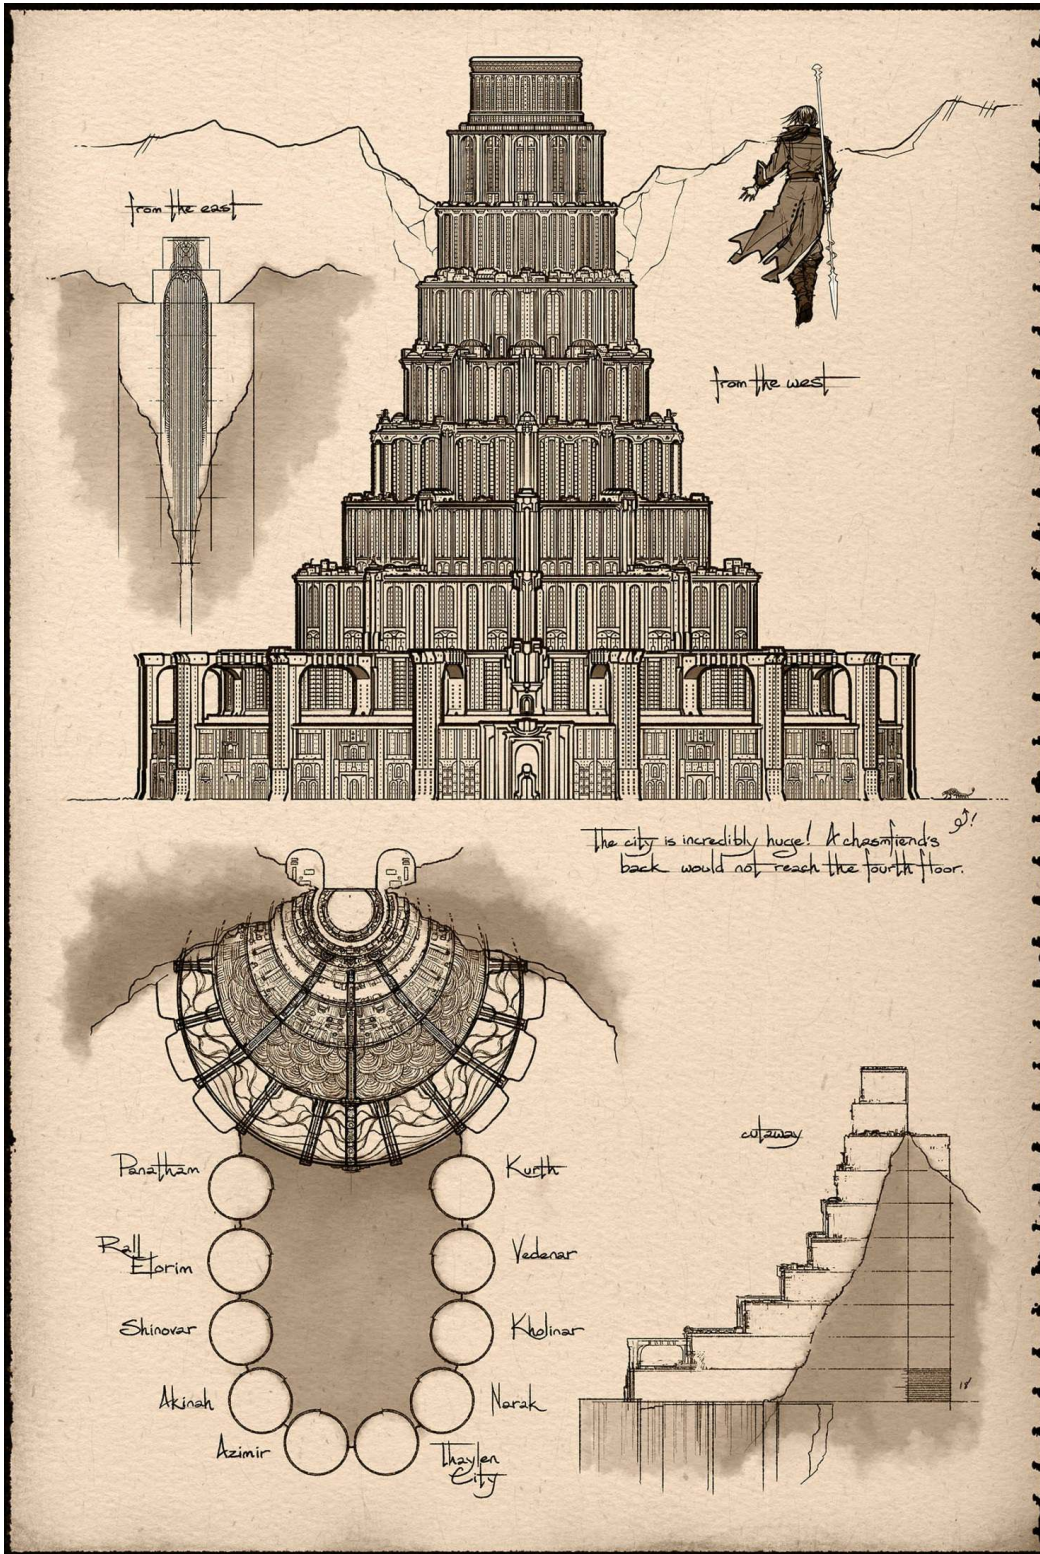 from the east
from the west
The city is incredibly huge! A chasmfiend's
back would not reach the fourth floor.
cutaway
Panatham
Kurth
Rall
Elorim
Vedenar
Shinovar
Kholinar
Akinah
Narak
Azimir
Thaylen
City
18'